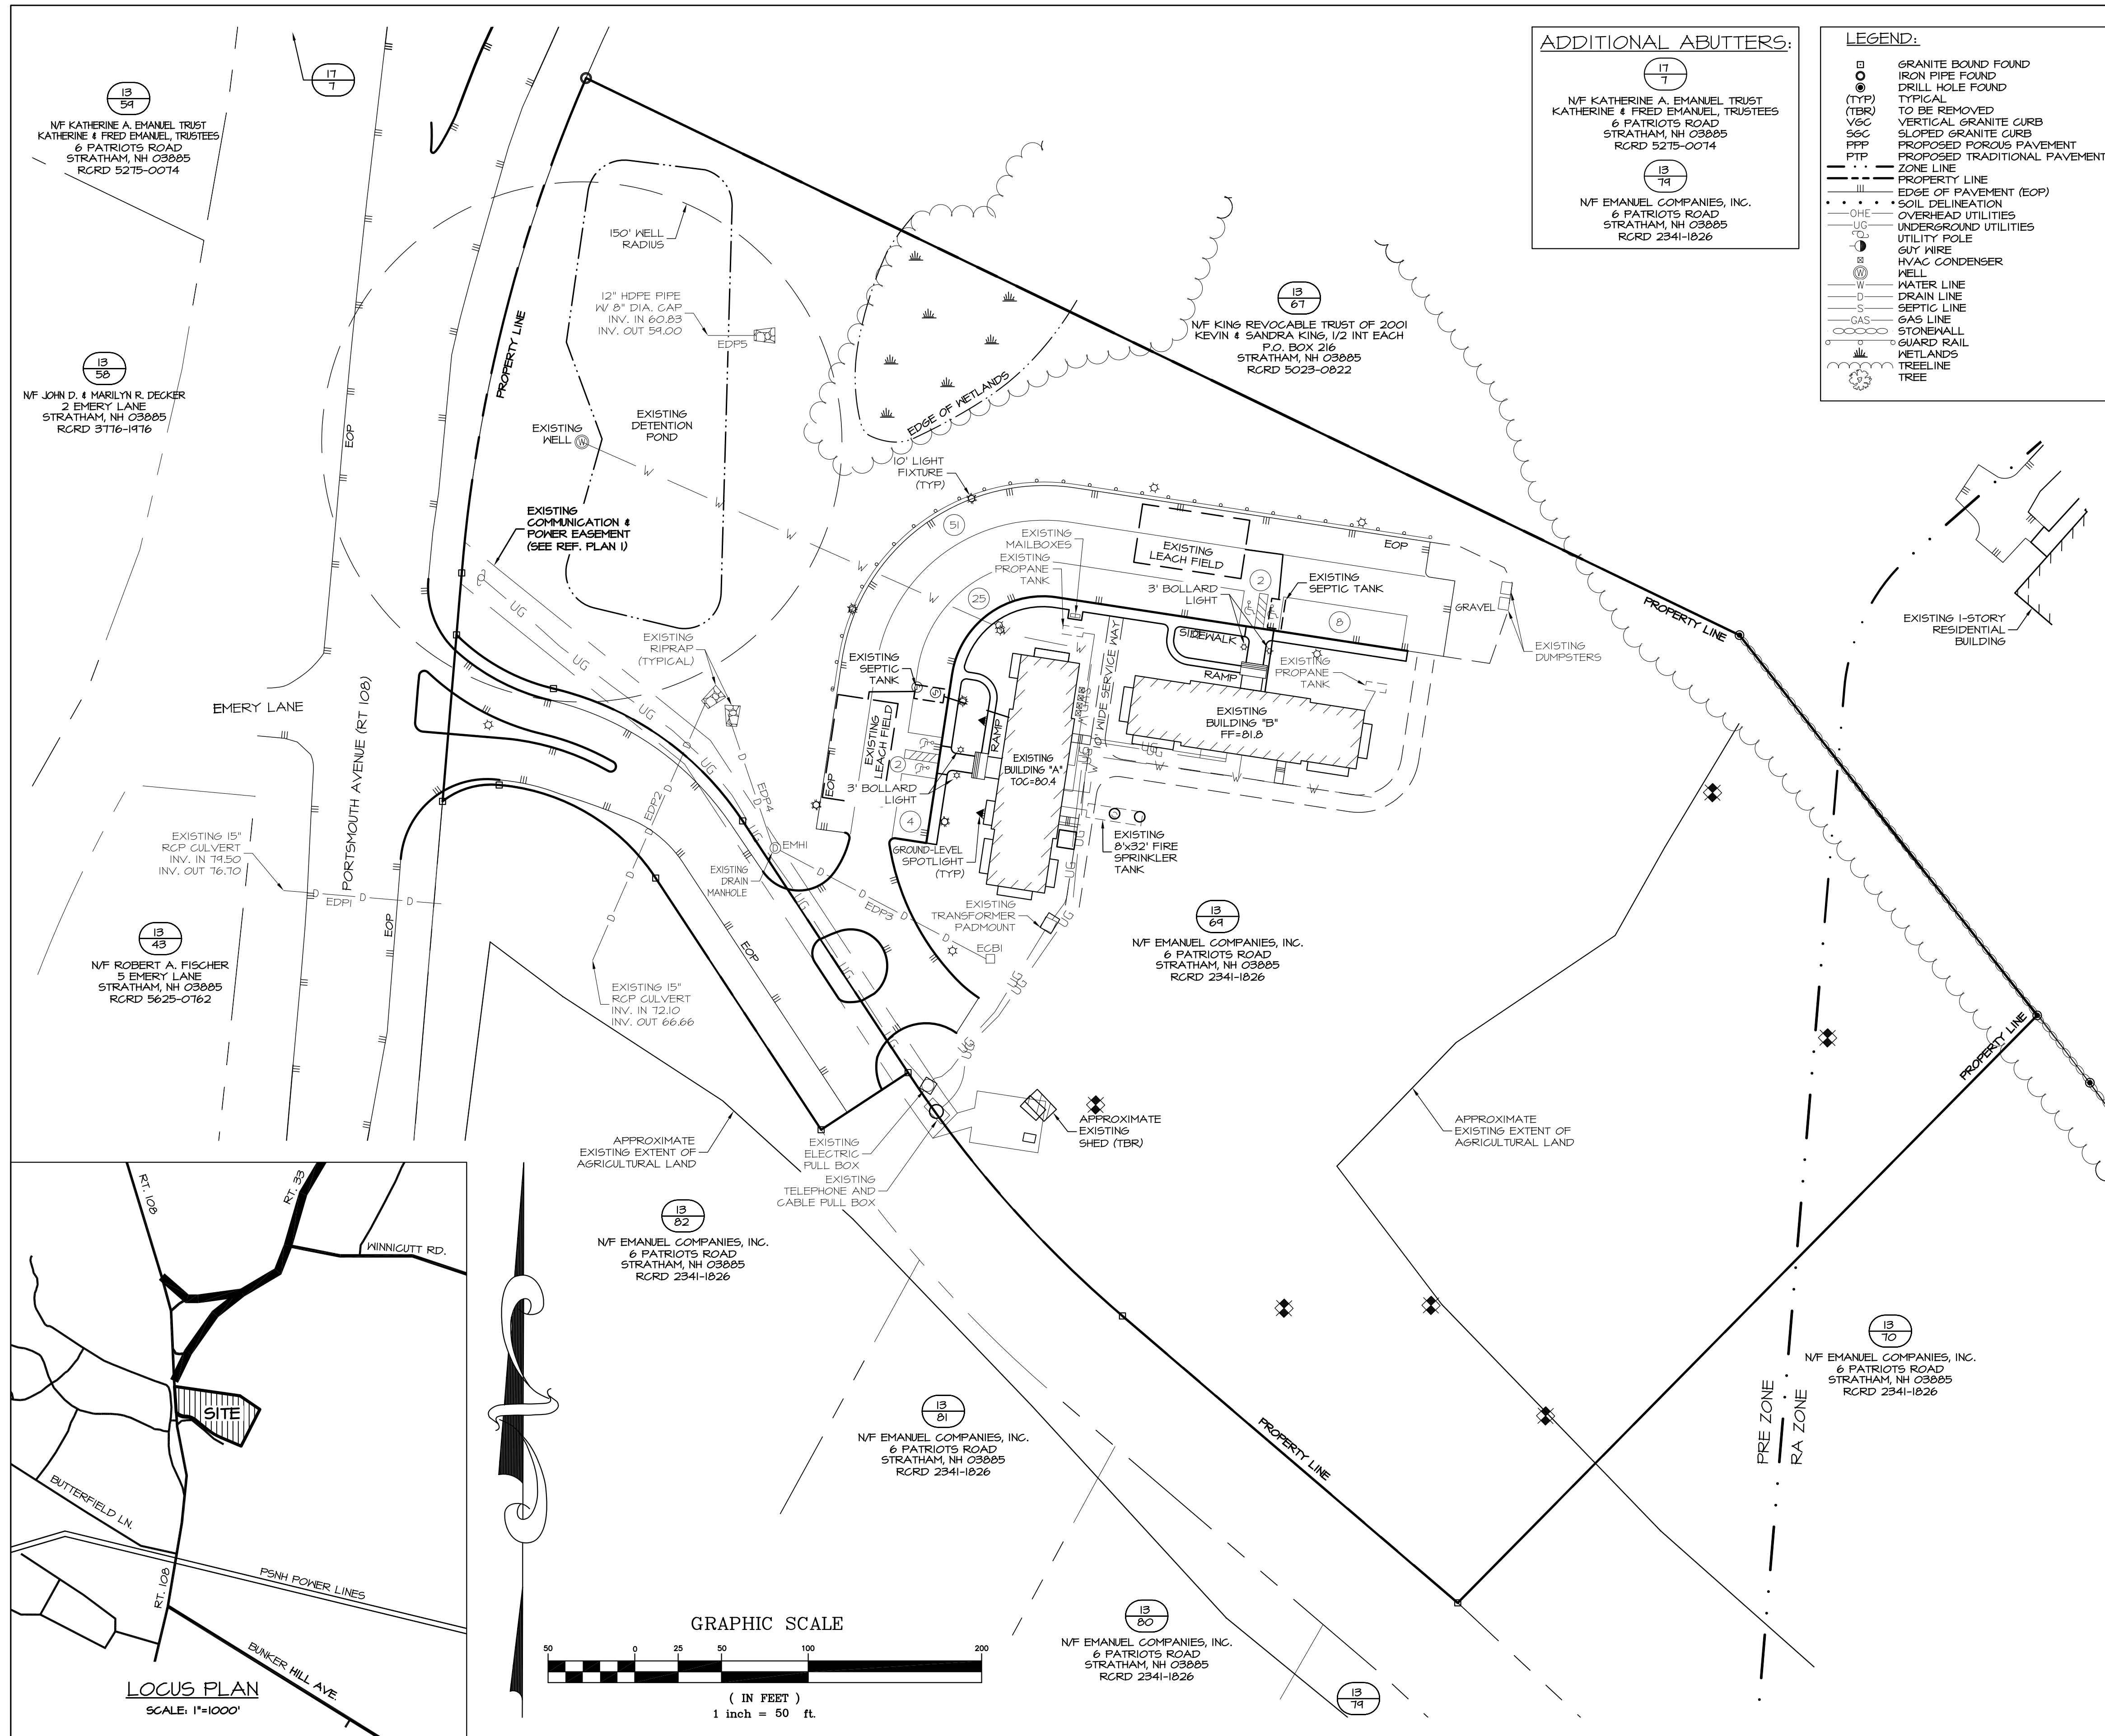 17
7
13
59
N/F KATHERINE A. EMANUEL TRUST
KATHERINE & FRED EMANUEL, TRUSTEES
6 PATRIOTS ROAD
STRATHAM, NH 03885
RCRD 5275-0074
13
58
N/F JOHN D. & MARILYN R. DECKER
2 EMERY LANE
STRATHAM, NH 03885
RCRD 3776-1976
EOP
PROPERTY LINE
150' WELL
RADIUS
12" HDPE PIPE
W/ 8" DIA. CAP
INV. IN 60.83
INV. OUT 59.00
EDP5
EXISTING
DETENTION
POND
EXISTING
WELL
W
W
W
W
W
W
EXISTING
COMMUNICATION &
POWER EASEMENT
(SEE REF. PLAN 1)
EDGE OF WETLANDS
10' LIGHT
FIXTURE
(TYP)
13
67
N/F KING REVOCABLE TRUST OF 2001
KEVIN & SANDRA KING, 1/2 INT EACH
P.O. BOX 216
STRATHAM, NH 03885
RCRD 5023-0822
ADDITIONAL ABUTTERS:
17
7
N/F KATHERINE A. EMANUEL TRUST
KATHERINE & FRED EMANUEL, TRUSTEES
6 PATRIOTS ROAD
STRATHAM, NH 03885
RCRD 5275-0074
13
79
N/F EMANUEL COMPANIES, INC.
6 PATRIOTS ROAD
STRATHAM, NH 03885
RCRD 2341-1826
LEGEND:
GRANITE BOUND FOUND
IRON PIPE FOUND
DRILL HOLE FOUND
(TYP) TYPICAL
(TBR) TO BE REMOVED
VGC VERTICAL GRANITE CURB
SGC SLOPED GRANITE CURB
PPP PROPOSED POROUS PAVEMENT
PTP PROPOSED TRADITIONAL PAVEMENT
ZONE LINE
PROPERTY LINE
EDGE OF PAVEMENT (EOP)
SOIL DELINEATION
OHE OVERHEAD UTILITIES
UG UNDERGROUND UTILITIES
UTILITY POLE
GUY WIRE
HVAC CONDENSER
W WELL
W WATER LINE
D DRAIN LINE
S SEPTIC LINE
GAS GAS LINE
STONEWALL
GUARD RAIL
WETLANDS
TREELINE
TREE
51
25
2
8
EXISTING
MAILBOXES
EXISTING
PROPANE
TANK
EXISTING
LEACH FIELD
3' BOLLARD
LIGHT
EXISTING
SEPTIC TANK
EOP
GRAVEL
EXISTING
DUMPSTERS
SIDEWALK
RAMP
EXISTING
PROPANE
TANK
10' WIDE SERVICE WAY
EXISTING
BUILDING "B"
FF=81.8
EXISTING
BUILDING "A"
TOC=80.4
RAMP
EXISTING
SEPTIC
TANK
EXISTING
LEACH FIELD
EOP
2
4
3' BOLLARD
LIGHT
GROUND-LEVEL
SPOTLIGHT
(TYP)
EXISTING
8'x32' FIRE
SPRINKLER
TANK
EXISTING
TRANSFORMER
PADMOUNT
EXISTING
RIPRAP
(TYPICAL)
UG
UG
UG
UG
UG
EDP2
EDP4
EDP3
EMH1
ECB1
EXISTING
DRAIN
MANHOLE
EMERY LANE
PORTSMOUTH AVENUE (RT 108)
EXISTING 15"
RCP CULVERT
INV. IN 79.50
INV. OUT 76.70
D D D
EDP1
EOP
EOP
13
43
N/F ROBERT A. FISCHER
5 EMERY LANE
STRATHAM, NH 03885
RCRD 5625-0762
EXISTING 15"
RCP CULVERT
INV. IN 72.10
INV. OUT 66.66
13
69
N/F EMANUEL COMPANIES, INC.
6 PATRIOTS ROAD
STRATHAM, NH 03885
RCRD 2341-1826
PROPERTY LINE
EXISTING 1-STORY
RESIDENTIAL
BUILDING
PROPERTY LINE
APPROXIMATE
EXISTING EXTENT OF
AGRICULTURAL LAND
APPROXIMATE
EXISTING EXTENT OF
AGRICULTURAL LAND
APPROXIMATE
EXISTING
SHED (TBR)
EXISTING
ELECTRIC
PULL BOX
EXISTING
TELEPHONE AND
CABLE PULL BOX
13
82
N/F EMANUEL COMPANIES, INC.
6 PATRIOTS ROAD
STRATHAM, NH 03885
RCRD 2341-1826
13
81
N/F EMANUEL COMPANIES, INC.
6 PATRIOTS ROAD
STRATHAM, NH 03885
RCRD 2341-1826
13
80
N/F EMANUEL COMPANIES, INC.
6 PATRIOTS ROAD
STRATHAM, NH 03885
RCRD 2341-1826
13
79
PROPERTY LINE
13
70
N/F EMANUEL COMPANIES, INC.
6 PATRIOTS ROAD
STRATHAM, NH 03885
RCRD 2341-1826
PRE ZONE
RA ZONE
RT. 108
RT. 33
WINNICUTT RD.
SITE
BUTTERFIELD LN.
PSNH POWER LINES
RT. 108
BUNKER HILL AVE.
LOCUS PLAN
SCALE: 1"=1000'
GRAPHIC SCALE
50 0 25 50 100 200
( IN FEET )
1 inch = 50 ft.